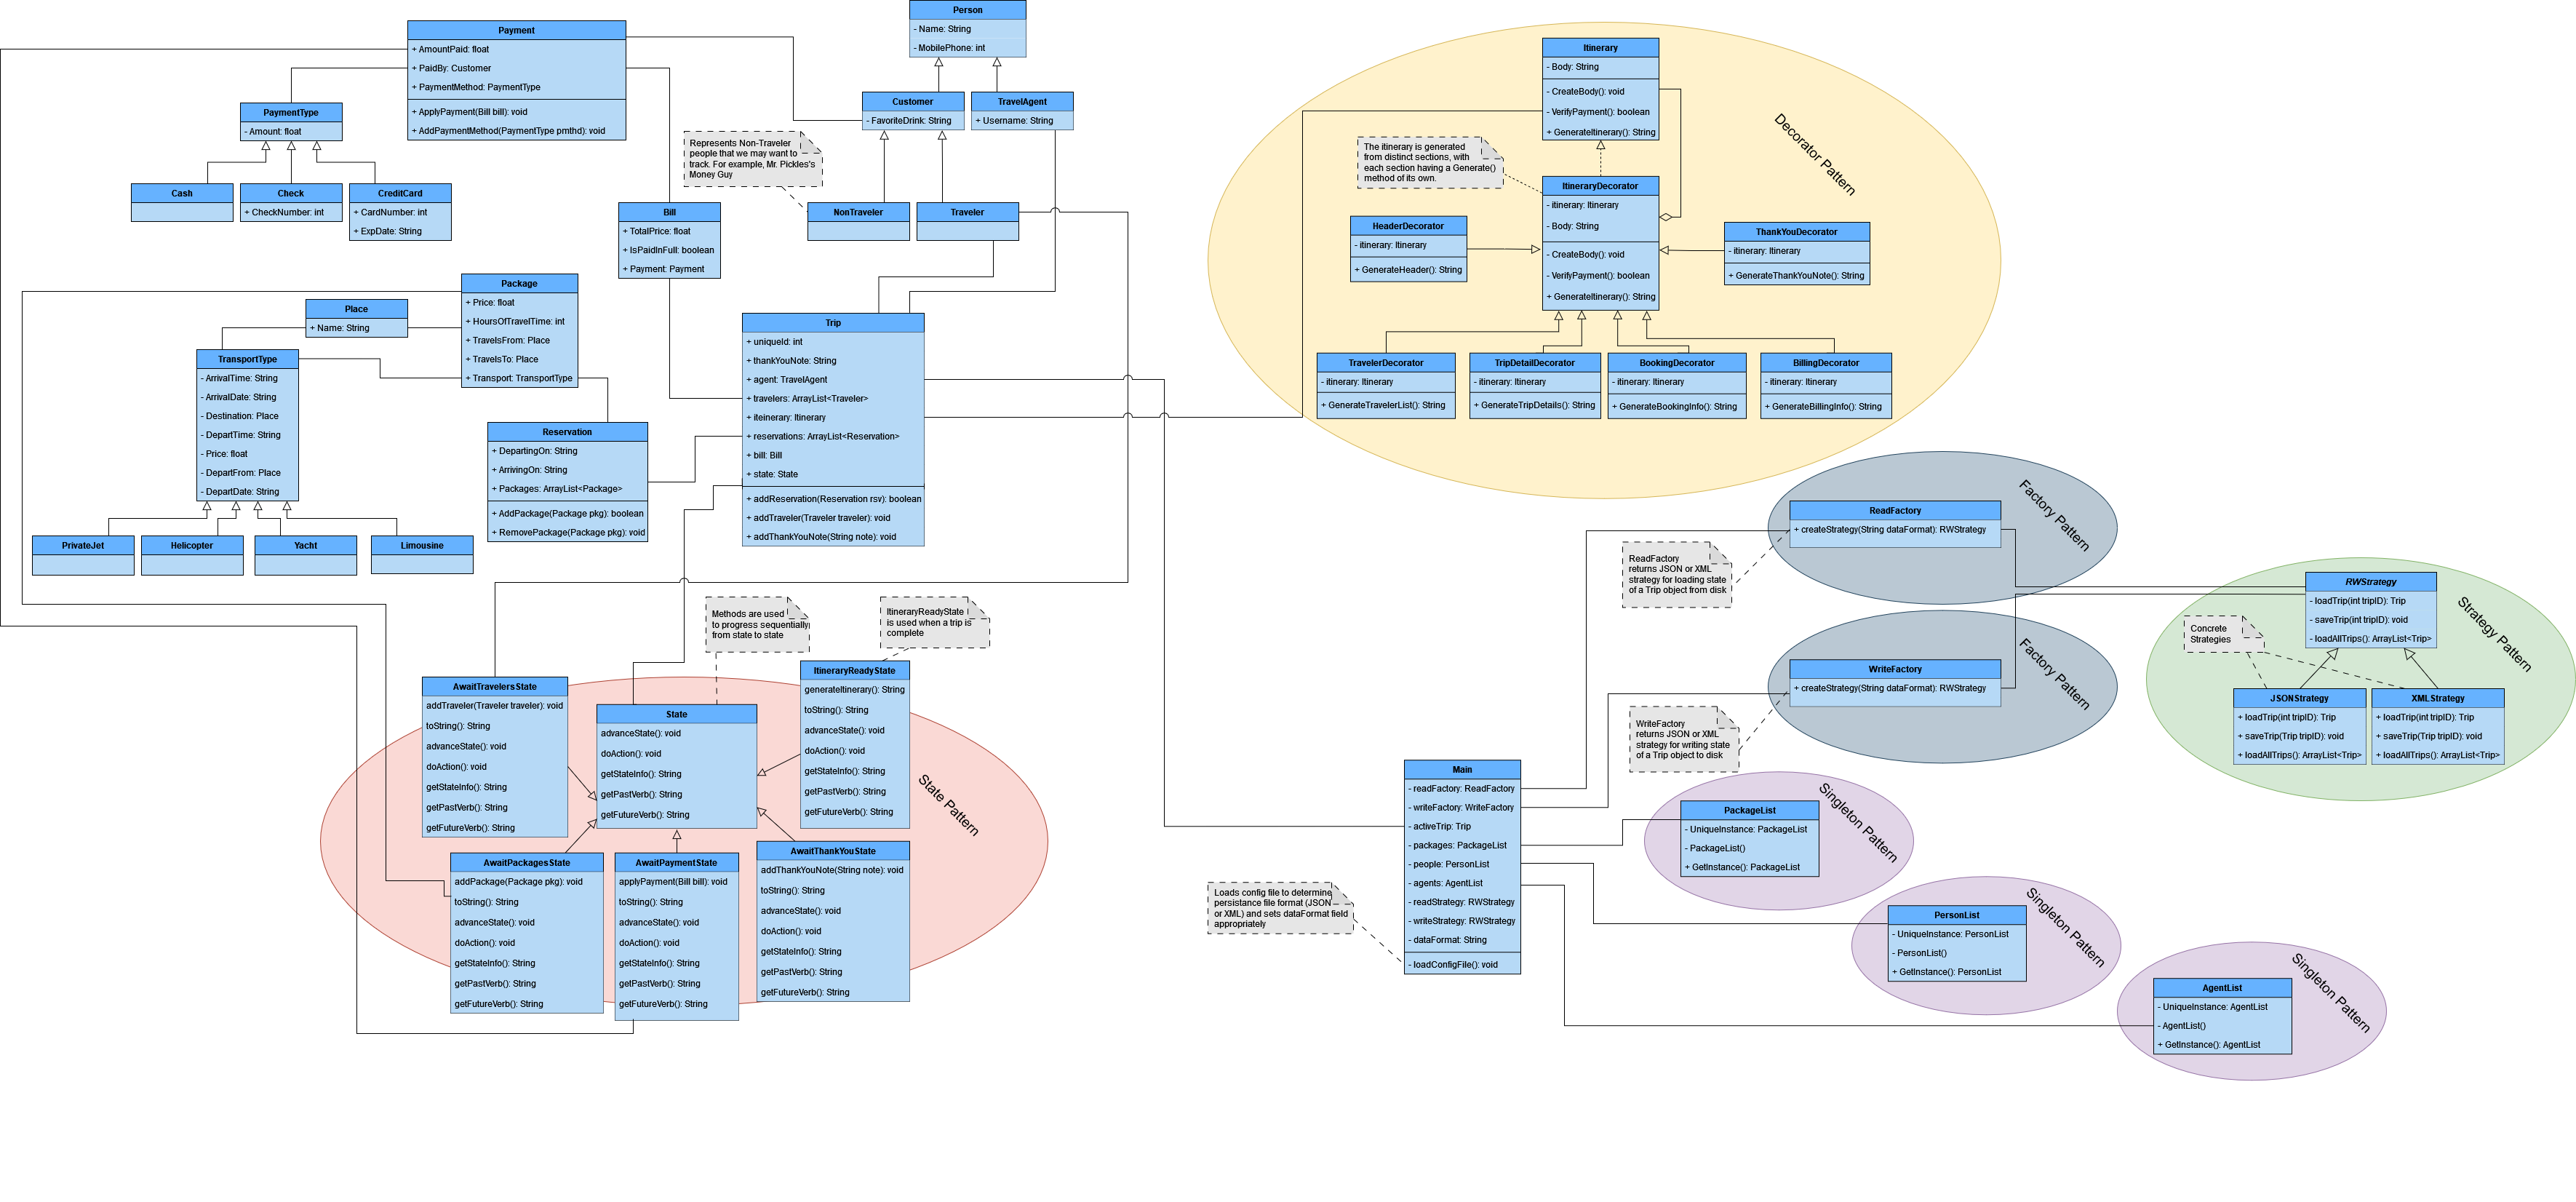 Person
- Name: String
- MobilePhone: int
Payment
+ AmountPaid: float
+ PaidBy: Customer
+ PaymentMethod: PaymentType
+ ApplyPayment(Bill bill): void
+ AddPaymentMethod(PaymentType pmthd): void
PaymentType
- Amount: float
Cash
Check
+ CheckNumber: int
CreditCard
+ CardNumber: int
+ ExpDate: String
Customer
- FavoriteDrink: String
TravelAgent
+ Username: String
Represents Non-Traveler
people that we may want to
track. For example, Mr. Pickles's
Money Guy
NonTraveler
Traveler
Bill
+ TotalPrice: float
+ IsPaidInFull: boolean
+ Payment: Payment
Package
+ Price: float
+ HoursOfTravelTime: int
+ TravelsFrom: Place
+ TravelsTo: Place
+ Transport: TransportType
Place
+ Name: String
TransportType
- ArrivalTime: String
- ArrivalDate: String
- Destination: Place
- DepartTime: String
- Price: float
- DepartFrom: Place
- DepartDate: String
PrivateJet
Helicopter
Yacht
Limousine
Reservation
+ DepartingOn: String
+ ArrivingOn: String
+ Packages: ArrayList<Package>
+ AddPackage(Package pkg): boolean
+ RemovePackage(Package pkg): void
Trip
+ uniqueId: int
+ thankYouNote: String
+ agent: TravelAgent
+ travelers: ArrayList<Traveler>
+ iteinerary: Itinerary
+ reservations: ArrayList<Reservation>
+ bill: Bill
+ state: State
+ addReservation(Reservation rsv): boolean
+ addTraveler(Traveler traveler): void
+ addThankYouNote(String note): void
Decorator Pattern
Itinerary
- Body: String
- CreateBody(): void
- VerifyPayment(): boolean
+ GenerateItinerary(): String
The itinerary is generated
from distinct sections, with
each section having a Generate()
method of its own.
ItineraryDecorator
- itinerary: Itinerary
- Body: String
- CreateBody(): void
- VerifyPayment(): boolean
+ GenerateItinerary(): String
HeaderDecorator
- itinerary: Itinerary
+ GenerateHeader(): String
ThankYouDecorator
- itinerary: Itinerary
+ GenerateThankYouNote(): String
TravelerDecorator
- itinerary: Itinerary
+ GenerateTravelerList(): String
TripDetailDecorator
- itinerary: Itinerary
+ GenerateTripDetails(): String
BookingDecorator
- itinerary: Itinerary
+ GenerateBookingInfo(): String
BillingDecorator
- itinerary: Itinerary
+ GenerateBillingInfo(): String
Factory Pattern
ReadFactory
+ createStrategy(String dataFormat): RWStrategy
ReadFactory
returns JSON or XML
strategy for loading state
of a Trip object from disk
Factory Pattern
WriteFactory
+ createStrategy(String dataFormat): RWStrategy
WriteFactory
returns JSON or XML
strategy for writing state
of a Trip object to disk
Strategy Pattern
RWStrategy
- loadTrip(int tripID): Trip
- saveTrip(int tripID): void
- loadAllTrips(): ArrayList<Trip>
Concrete
Strategies
JSONStrategy
+ loadTrip(int tripID): Trip
+ saveTrip(Trip tripID): void
+ loadAllTrips(): ArrayList<Trip>
XMLStrategy
+ loadTrip(int tripID): Trip
+ saveTrip(Trip tripID): void
+ loadAllTrips(): ArrayList<Trip>
Methods are used
to progress sequentially
from state to state
ItineraryReadyState
is used when a trip is
complete
State Pattern
AwaitTravelersState
addTraveler(Traveler traveler): void
toString(): String
advanceState(): void
doAction(): void
getStateInfo(): String
getPastVerb(): String
getFutureVerb(): String
State
advanceState(): void
doAction(): void
getStateInfo(): String
getPastVerb(): String
getFutureVerb(): String
ItineraryReadyState
generateItinerary(): String
toString(): String
advanceState(): void
doAction(): void
getStateInfo(): String
getPastVerb(): String
getFutureVerb(): String
AwaitPackagesState
addPackage(Package pkg): void
toString(): String
advanceState(): void
doAction(): void
getStateInfo(): String
getPastVerb(): String
getFutureVerb(): String
AwaitPaymentState
applyPayment(Bill bill): void
toString(): String
advanceState(): void
doAction(): void
getStateInfo(): String
getPastVerb(): String
getFutureVerb(): String
AwaitThankYouState
addThankYouNote(String note): void
toString(): String
advanceState(): void
doAction(): void
getStateInfo(): String
getPastVerb(): String
getFutureVerb(): String
Main
- readFactory: ReadFactory
- writeFactory: WriteFactory
- activeTrip: Trip
- packages: PackageList
- people: PersonList
- agents: AgentList
- readStrategy: RWStrategy
- writeStrategy: RWStrategy
- dataFormat: String
- loadConfigFile(): void
Loads config file to determine
persistance file format (JSON
or XML) and sets dataFormat field
appropriately
Singleton Pattern
PackageList
- UniqueInstance: PackageList
- PackageList()
+ GetInstance(): PackageList
Singleton Pattern
PersonList
- UniqueInstance: PersonList
- PersonList()
+ GetInstance(): PersonList
Singleton Pattern
AgentList
- UniqueInstance: AgentList
- AgentList()
+ GetInstance(): AgentList